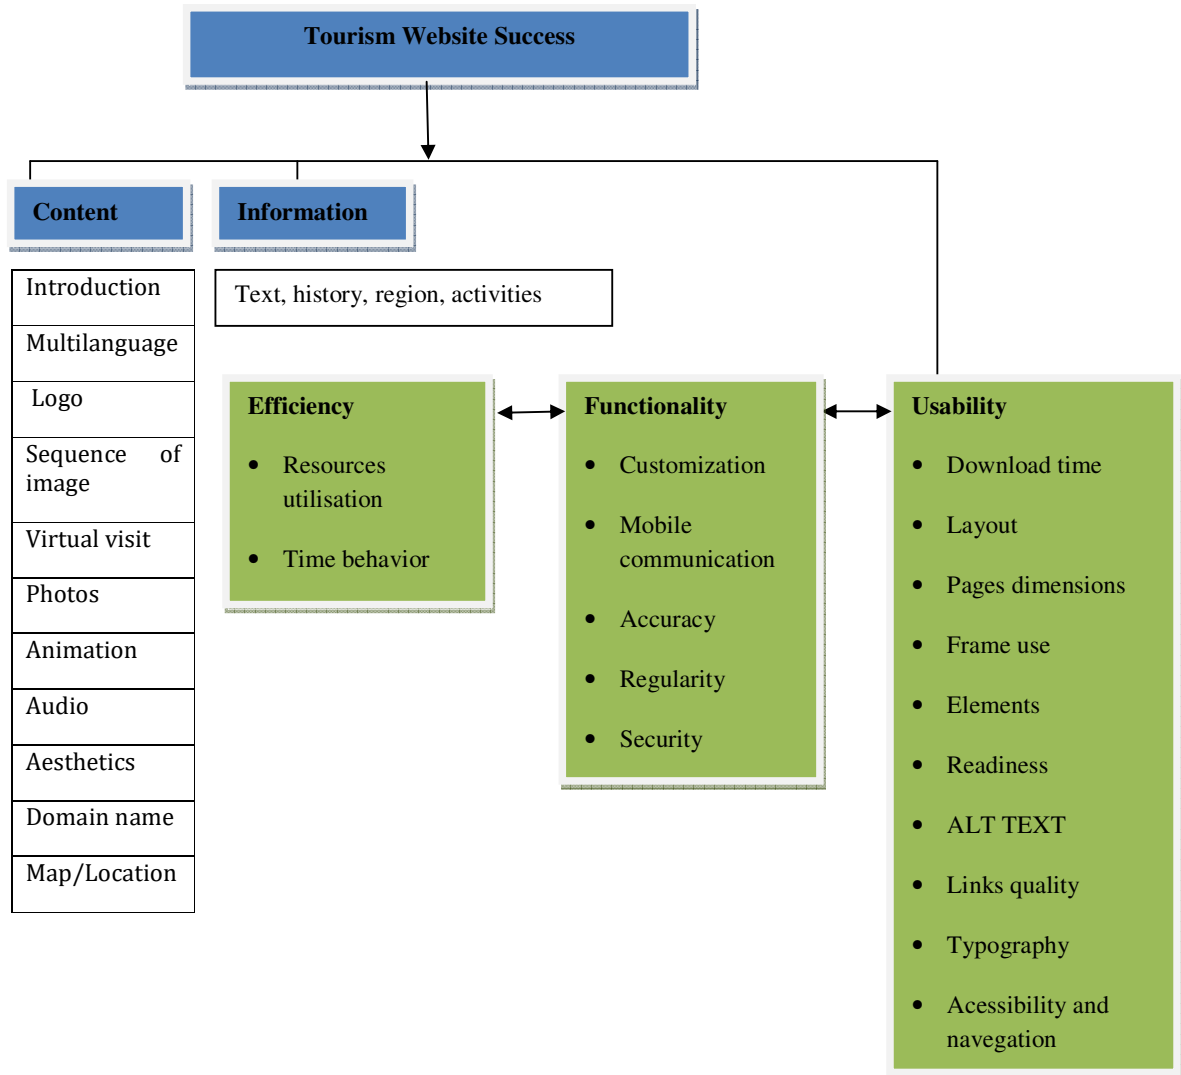 Tourism Website Success
Content
Information
Introduction
Multilanguage
Logo
Sequence of
image
Virtual visit
Photos
Animation
Audio
Aesthetics
Domain name
Map/Location
Text, history, region, activities
Efficiency
• Resources
utilisation
• Time behavior
Functionality
• Customization
• Mobile
communication
• Accuracy
• Regularity
• Security
Usability
• Download time
• Layout
• Pages dimensions
• Frame use
• Elements
• Readiness
• ALT TEXT
• Links quality
• Typography
• Acessibility and
navegation